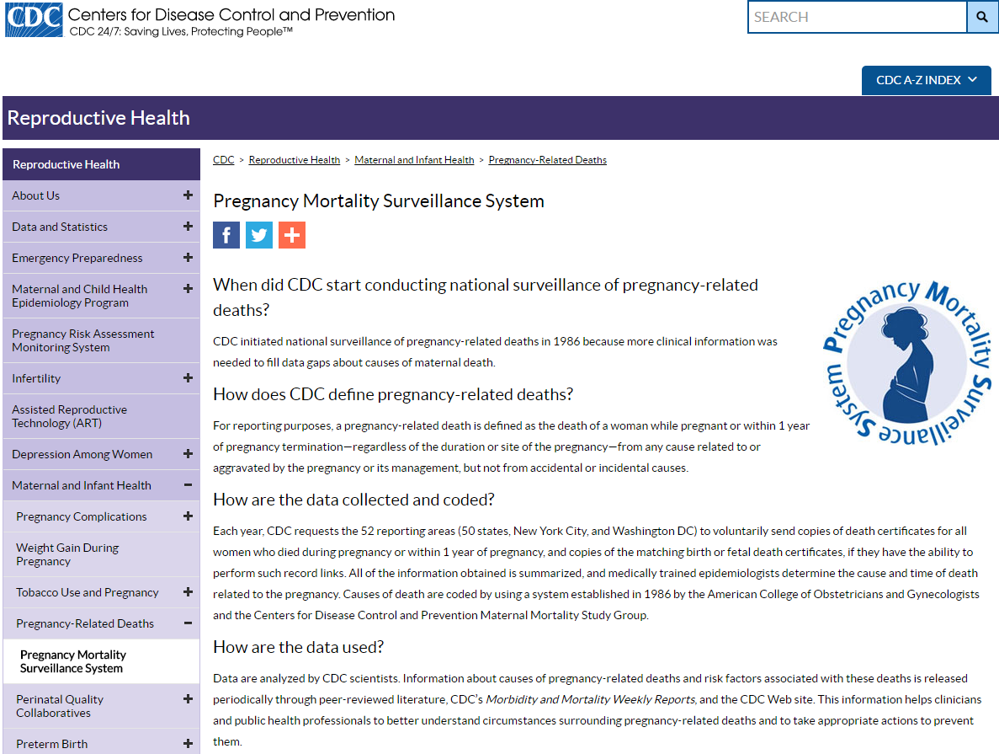 CDC
Centers for Disease Control and Prevention
CDC 24/7: Saving Lives, Protecting People™
SEARCH
CDC A-Z INDEX
Reproductive Health
Reproductive Health
About Us
Data and Statistics
Emergency Preparedness
Maternal and Child Health
Epidemiology Program
Pregnancy Risk Assessment
Monitoring System
Infertility
Assisted Reproductive
Technology (ART)
Depression Among Women
Maternal and Infant Health
Pregnancy Complications
Weight Gain During
Pregnancy
Tobacco Use and Pregnancy
Pregnancy-Related Deaths
Pregnancy Mortality
Surveillance System
Perinatal Quality
Collaboratives
Preterm Birth
CDC > Reproductive Health > Maternal and Infant Health > Pregnancy-Related Deaths
Pregnancy Mortality Surveillance System
When did CDC start conducting national surveillance of pregnancy-related
deaths?
CDC initiated national surveillance of pregnancy-related deaths in 1986 because more clinical information was
needed to fill data gaps about causes of maternal death.
How does CDC define pregnancy-related deaths?
For reporting purposes, a pregnancy-related death is defined as the death of a woman while pregnant or within 1 year
of pregnancy termination—regardless of the duration or site of the pregnancy—from any cause related to or
aggravated by the pregnancy or its management, but not from accidental or incidental causes.
Pregnancy Mortality Surveillance System
How are the data collected and coded?
Each year, CDC requests the 52 reporting areas (50 states, New York City, and Washington DC) to voluntarily send copies of death certificates for all
women who died during pregnancy or within 1 year of pregnancy, and copies of the matching birth or fetal death certificates, if they have the ability to
perform such record links. All of the information obtained is summarized, and medically trained epidemiologists determine the cause and time of death
related to the pregnancy. Causes of death are coded by using a system established in 1986 by the American College of Obstetricians and Gynecologists
and the Centers for Disease Control and Prevention Maternal Mortality Study Group.
How are the data used?
Data are analyzed by CDC scientists. Information about causes of pregnancy-related deaths and risk factors associated with these deaths is released
periodically through peer-reviewed literature, CDC's Morbidity and Mortality Weekly Reports, and the CDC Web site. This information helps clinicians
and public health professionals to better understand circumstances surrounding pregnancy-related deaths and to take appropriate actions to prevent
them.